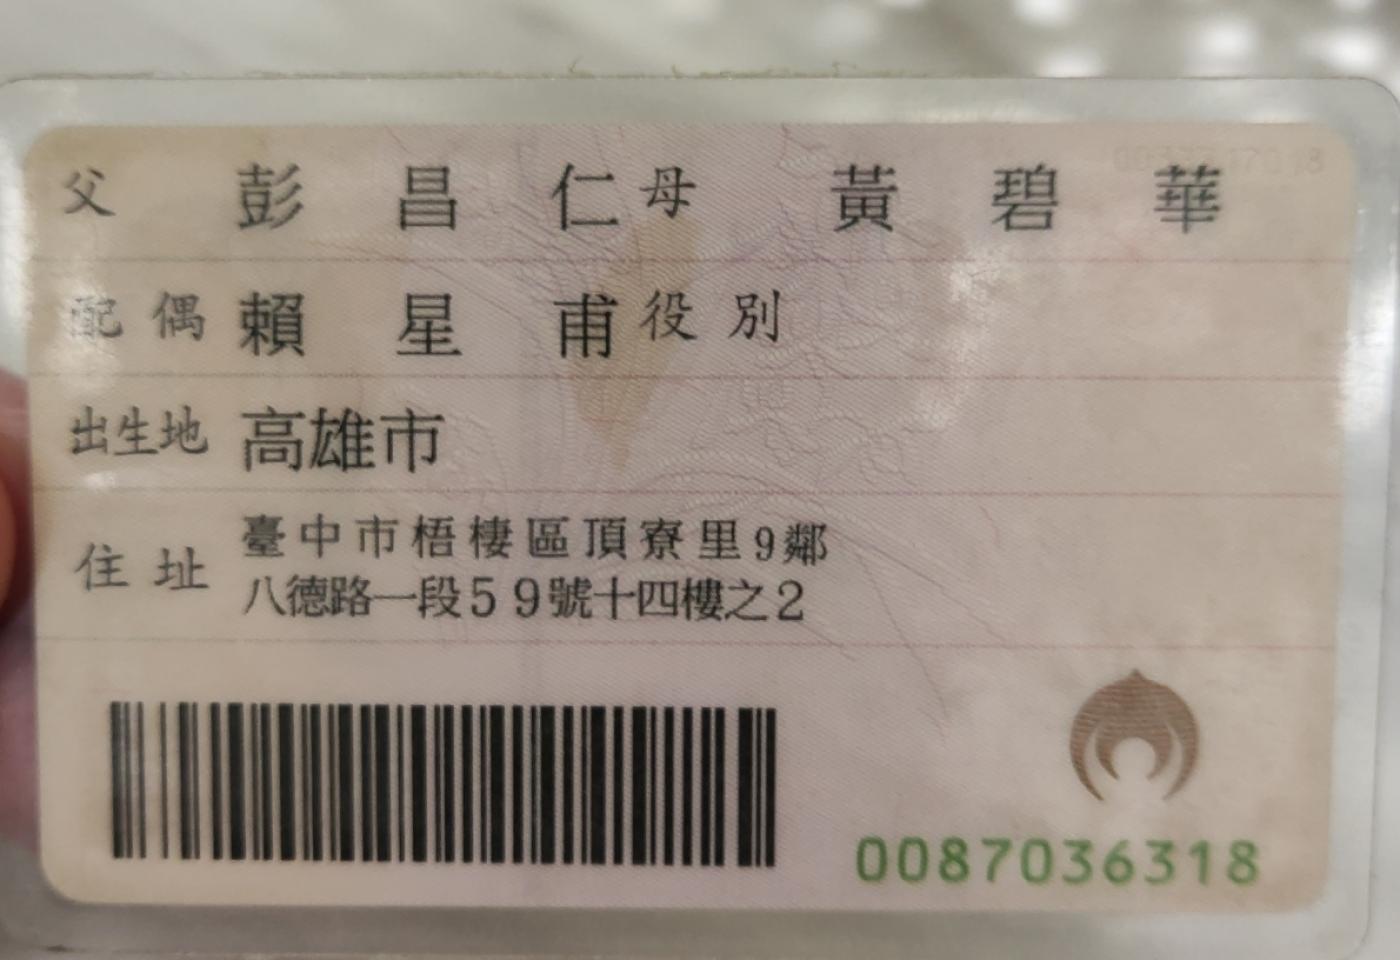 父 彭昌仁 母 黃碧華
配偶 賴星甫 役別
出生地 高雄市
住址 臺中市梧棲區頂寮里9鄰
八德路一段59號十四樓之2
0087036318